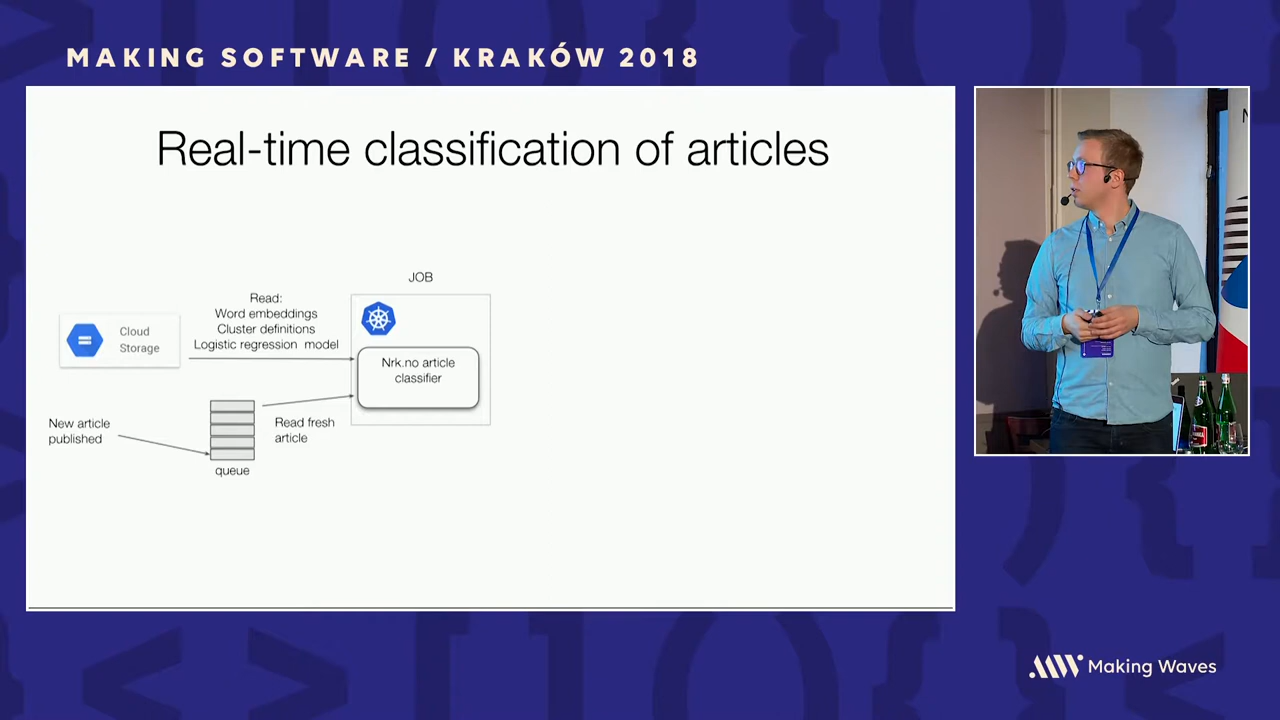 MAKING SOFTWARE / KRAKÓW 2018
Real-time classification of articles
JOB
Read:
Word embeddings
Cluster definitions
Logistic regression model
Cloud
Storage
Nrk.no article
classifier
New article
published
Read fresh
article
queue
Making Waves